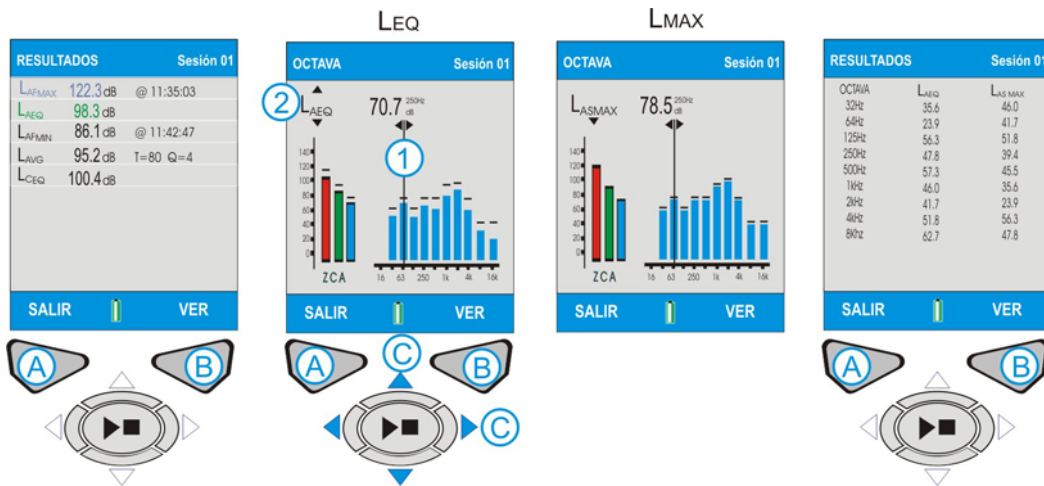 LEQ
LMAX
RESULTADOS Sesión 01
LAFMAX 122.3 dB @ 11:35:03
LAEQ 98.3 dB
LAFMIN 86.1 dB @ 11:42:47
LAVG 95.2 dB T=80 Q=4
LCEQ 100.4 dB
SALIR VER
A B
OCTAVA Sesión 01
2 LAEQ 70.7 250Hz dB
1
140
120
100
80
60
40
20
0
Z C A
16 63 250 1k 4k 16k
SALIR VER
A C B
C
OCTAVA Sesión 01
LASMAX 78.5 250Hz dB
140
120
100
80
60
40
20
0
Z C A
16 63 250 1k 4k 16k
SALIR VER
RESULTADOS Sesión 01
OCTAVA LAEQ LAS MAX
32Hz 35.6 46.0
64Hz 23.9 41.7
125Hz 56.3 51.8
250Hz 47.8 39.4
500Hz 57.3 45.5
1kHz 46.0 35.6
2kHz 41.7 23.9
4kHz 51.8 56.3
8Khz 62.7 47.8
SALIR VER
A B